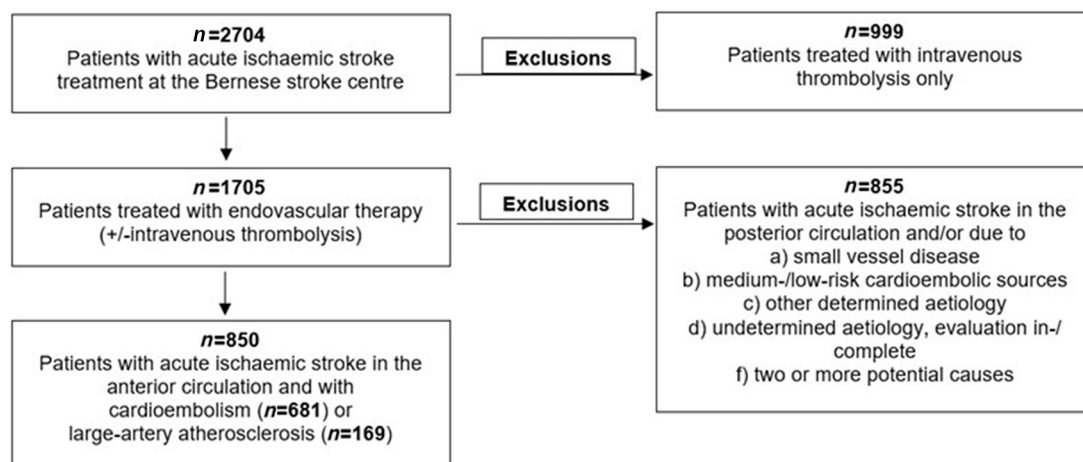 n=2704
Patients with acute ischaemic stroke
treatment at the Bernese stroke centre
Exclusions
n=999
Patients treated with intravenous
thrombolysis only
n=1705
Patients treated with endovascular therapy
(+/-intravenous thrombolysis)
Exclusions
n=855
Patients with acute ischaemic stroke in the
posterior circulation and/or due to
a) small vessel disease
b) medium-/low-risk cardioembolic sources
c) other determined aetiology
d) undetermined aetiology, evaluation in-/
complete
f) two or more potential causes
n=850
Patients with acute ischaemic stroke in the
anterior circulation and with
cardioembolism (n=681) or
large-artery atherosclerosis (n=169)